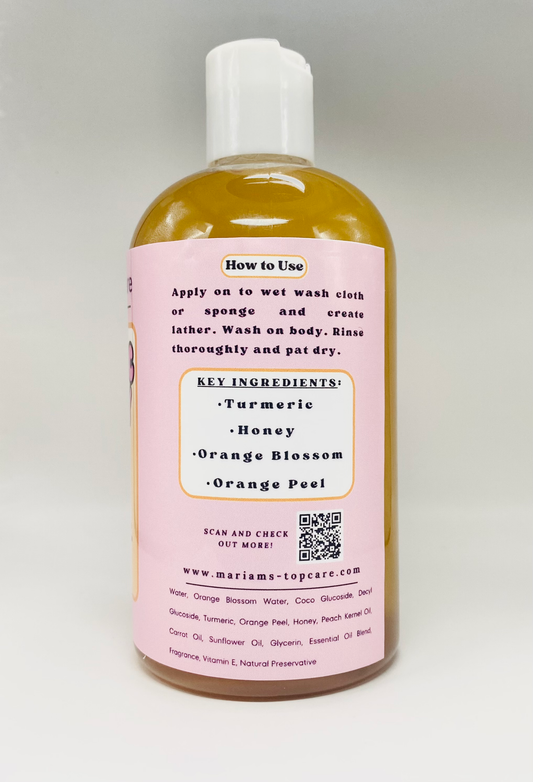 How to Use
Apply on to wet wash cloth
or sponge and create
lather. Wash on body. Rinse
thoroughly and pat dry.
KEY INGREDIENTS:
•Turmeric
•Honey
•Orange Blossom
•Orange Peel
SCAN AND CHECK
OUT MORE!
www.mariams-topcare.com
Water, Orange Blossom Water, Coco Glucoside, Decyl
Glucoside, Turmeric, Orange Peel, Honey, Peach Kernel Oil,
Carrot Oil, Sunflower Oil, Glycerin, Essential Oil Blend,
Fragrance, Vitamin E, Natural Preservative